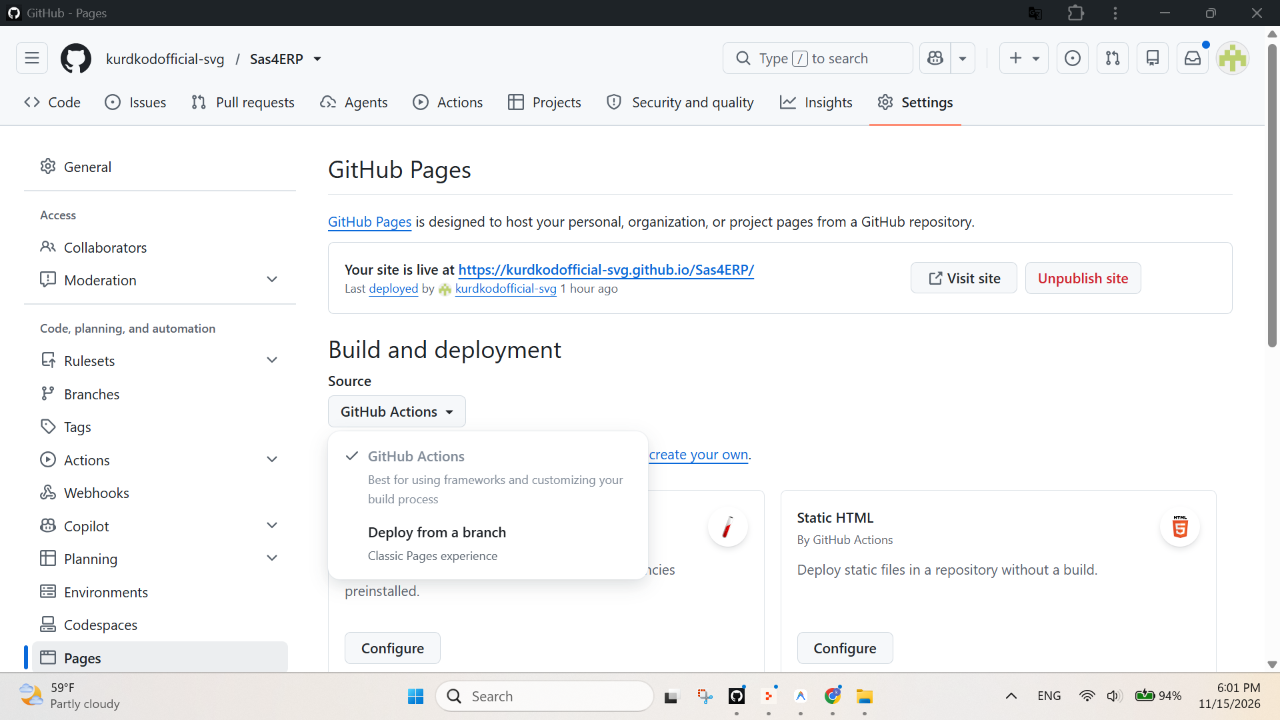 GitHub - Pages
kurdkodofficial-svg / Sas4ERP
Type / to search
Code
Issues
Pull requests
Agents
Actions
Projects
Security and quality
Insights
Settings
General
Access
Collaborators
Moderation
Code, planning, and automation
Rulesets
Branches
Tags
Actions
Webhooks
Copilot
Planning
Environments
Codespaces
Pages
GitHub Pages
GitHub Pages is designed to host your personal, organization, or project pages from a GitHub repository.
Your site is live at https://kurdkodofficial-svg.github.io/Sas4ERP/
Last deployed by kurdkodofficial-svg 1 hour ago
Visit site
Unpublish site
Build and deployment
Source
GitHub Actions
create your own.
GitHub Actions
Best for using frameworks and customizing your
build process
Deploy from a branch
Classic Pages experience
preinstalled.
Configure
Static HTML
By GitHub Actions
HTML
Deploy static files in a repository without a build.
Configure
59°F
Partly cloudy
Search
ENG
94%
6:01 PM
11/15/2026